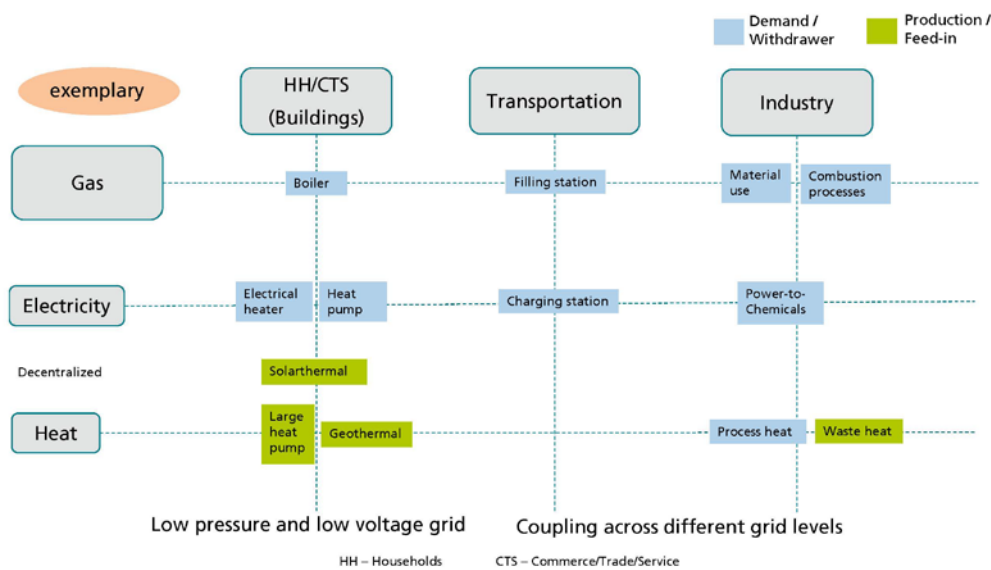 Demand /
Withdrawer
Production /
Feed-in
exemplary
HH/CTS
(Buildings)
Transportation
Industry
Gas
Boiler
Filling station
Material
use
Combustion
processes
Electricity
Electrical
heater
Heat
pump
Charging station
Power-to-
Chemicals
Decentralized
Solarthermal
Heat
Large
heat
pump
Geothermal
Process heat
Waste heat
Low pressure and low voltage grid
Coupling across different grid levels
HH – Households
CTS – Commerce/Trade/Service